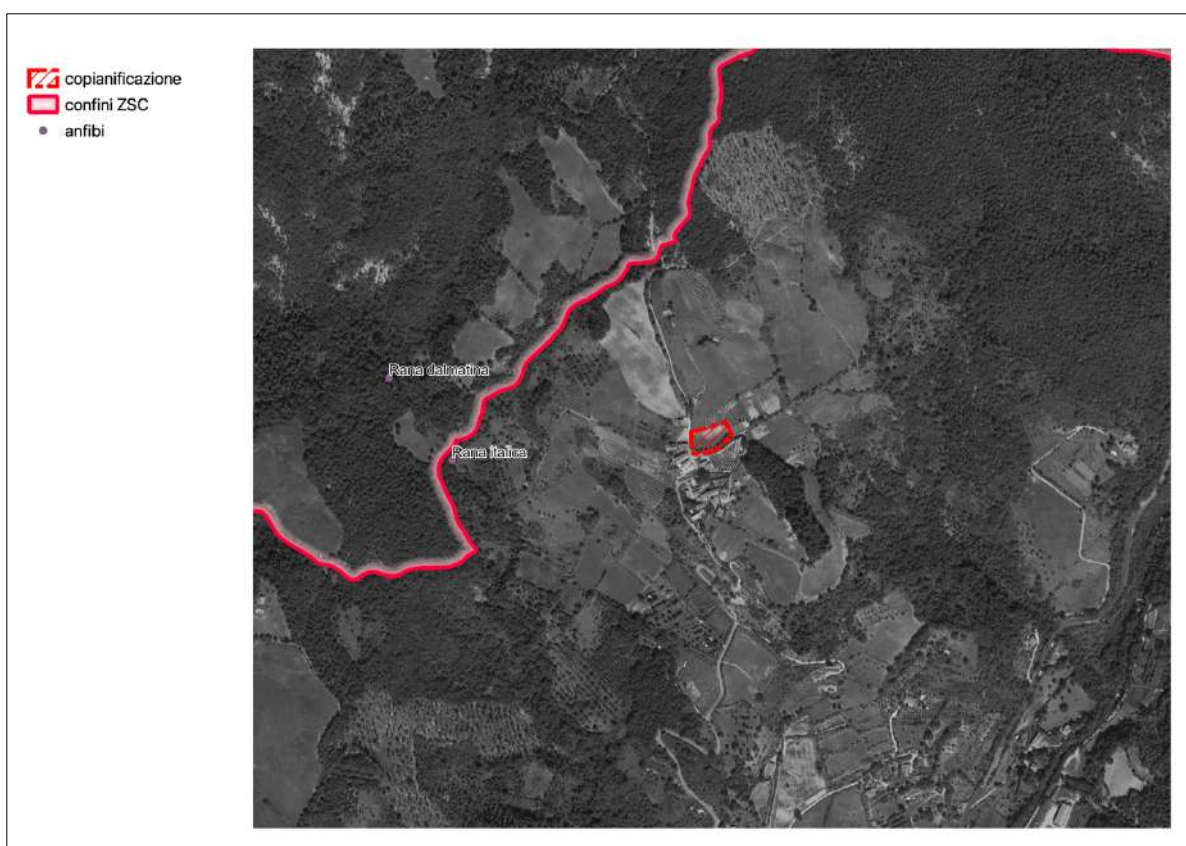 copianificazione
confini ZSC
anfibi
Rana dalmatina
Rana italica